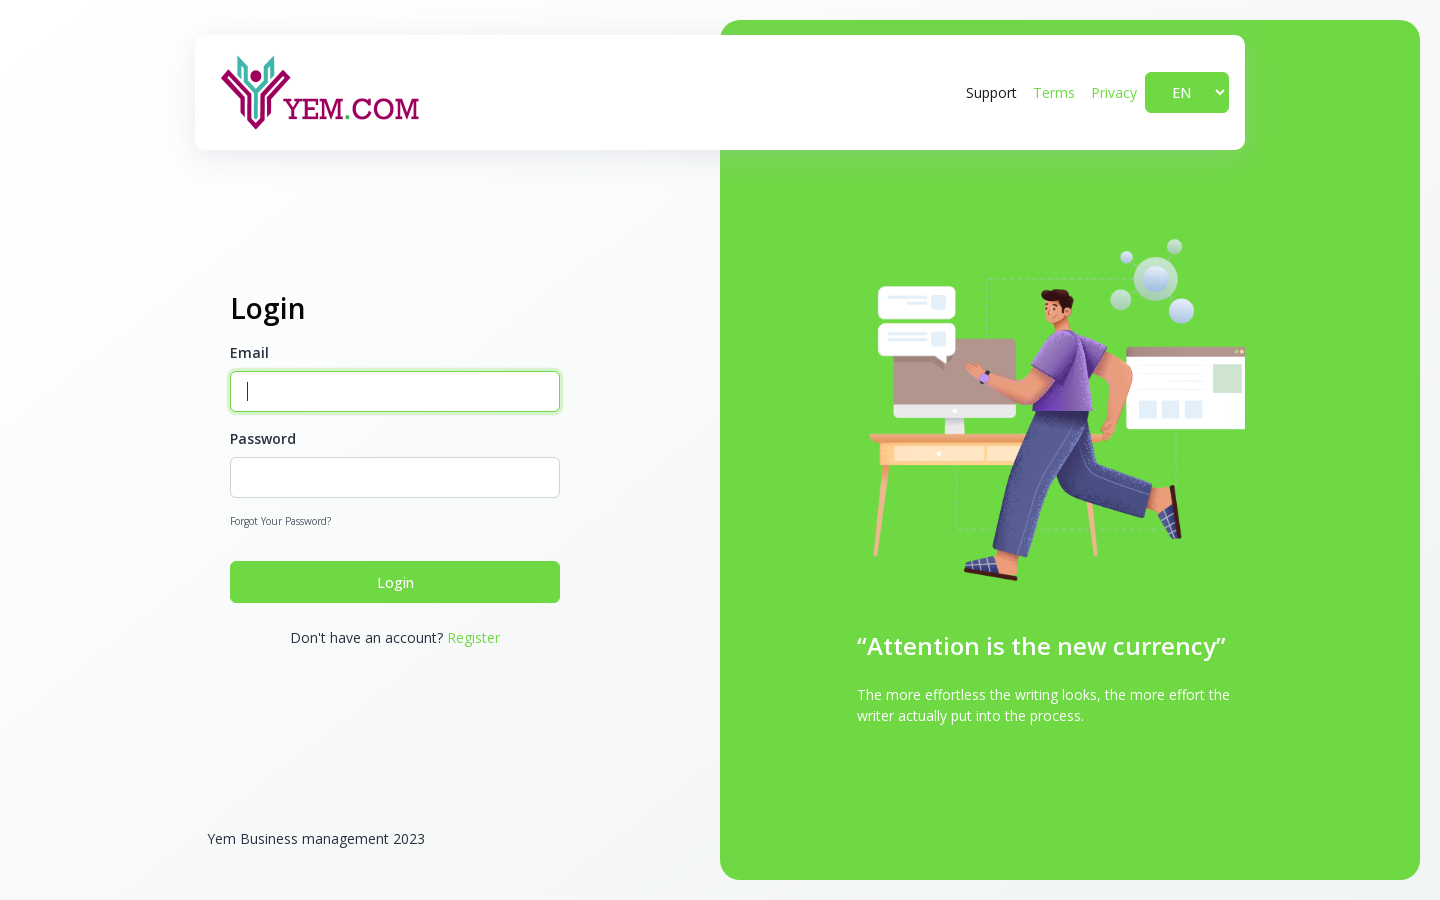 YEM.COM
Support
Terms
Privacy
EN
Login
Email
Password
Forgot Your Password?
Login
Don't have an account? Register
“Attention is the new currency”
The more effortless the writing looks, the more effort the
writer actually put into the process.
Yem Business management 2023